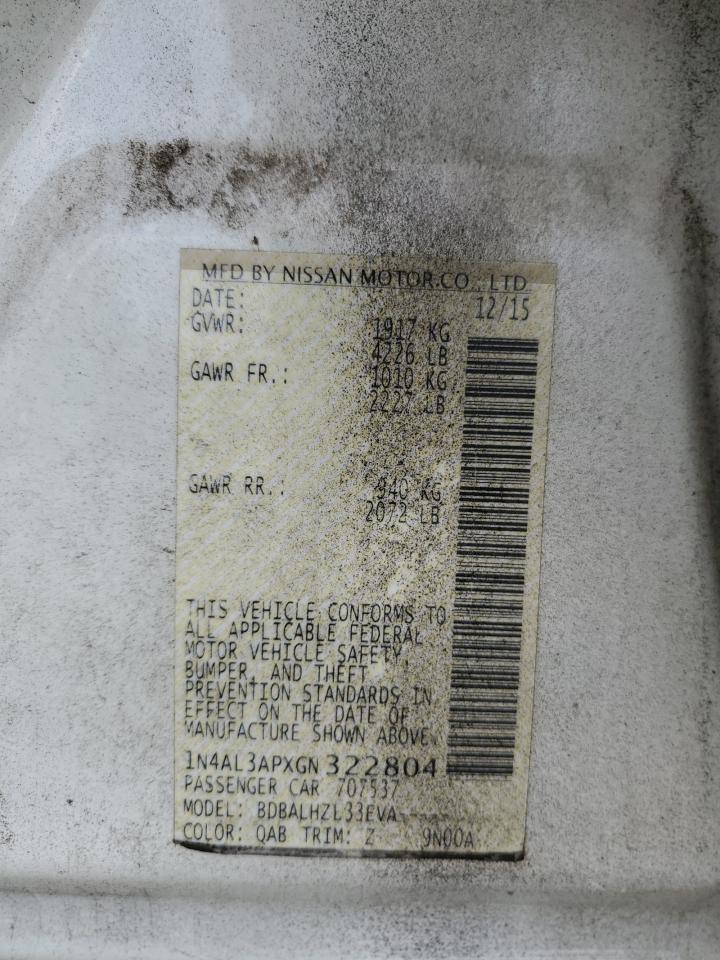 MFD BY NISSAN MOTOR.CO., LTD
DATE: 12/15
GVWR: 1917 KG
4226 LB
GAWR FR.: 1010 KG
2227 LB
GAWR RR.: 940 KG
2072 LB
THIS VEHICLE CONFORMS TO
ALL APPLICABLE FEDERAL
MOTOR VEHICLE SAFETY,
BUMPER, AND THEFT
PREVENTION STANDARDS IN
EFFECT ON THE DATE OF
MANUFACTURE SHOWN ABOVE.
1N4AL3APXGN322804
PASSENGER CAR 707537
MODEL: BDBALHZL33EVA-----
COLOR: QAB TRIM: Z 9N00A